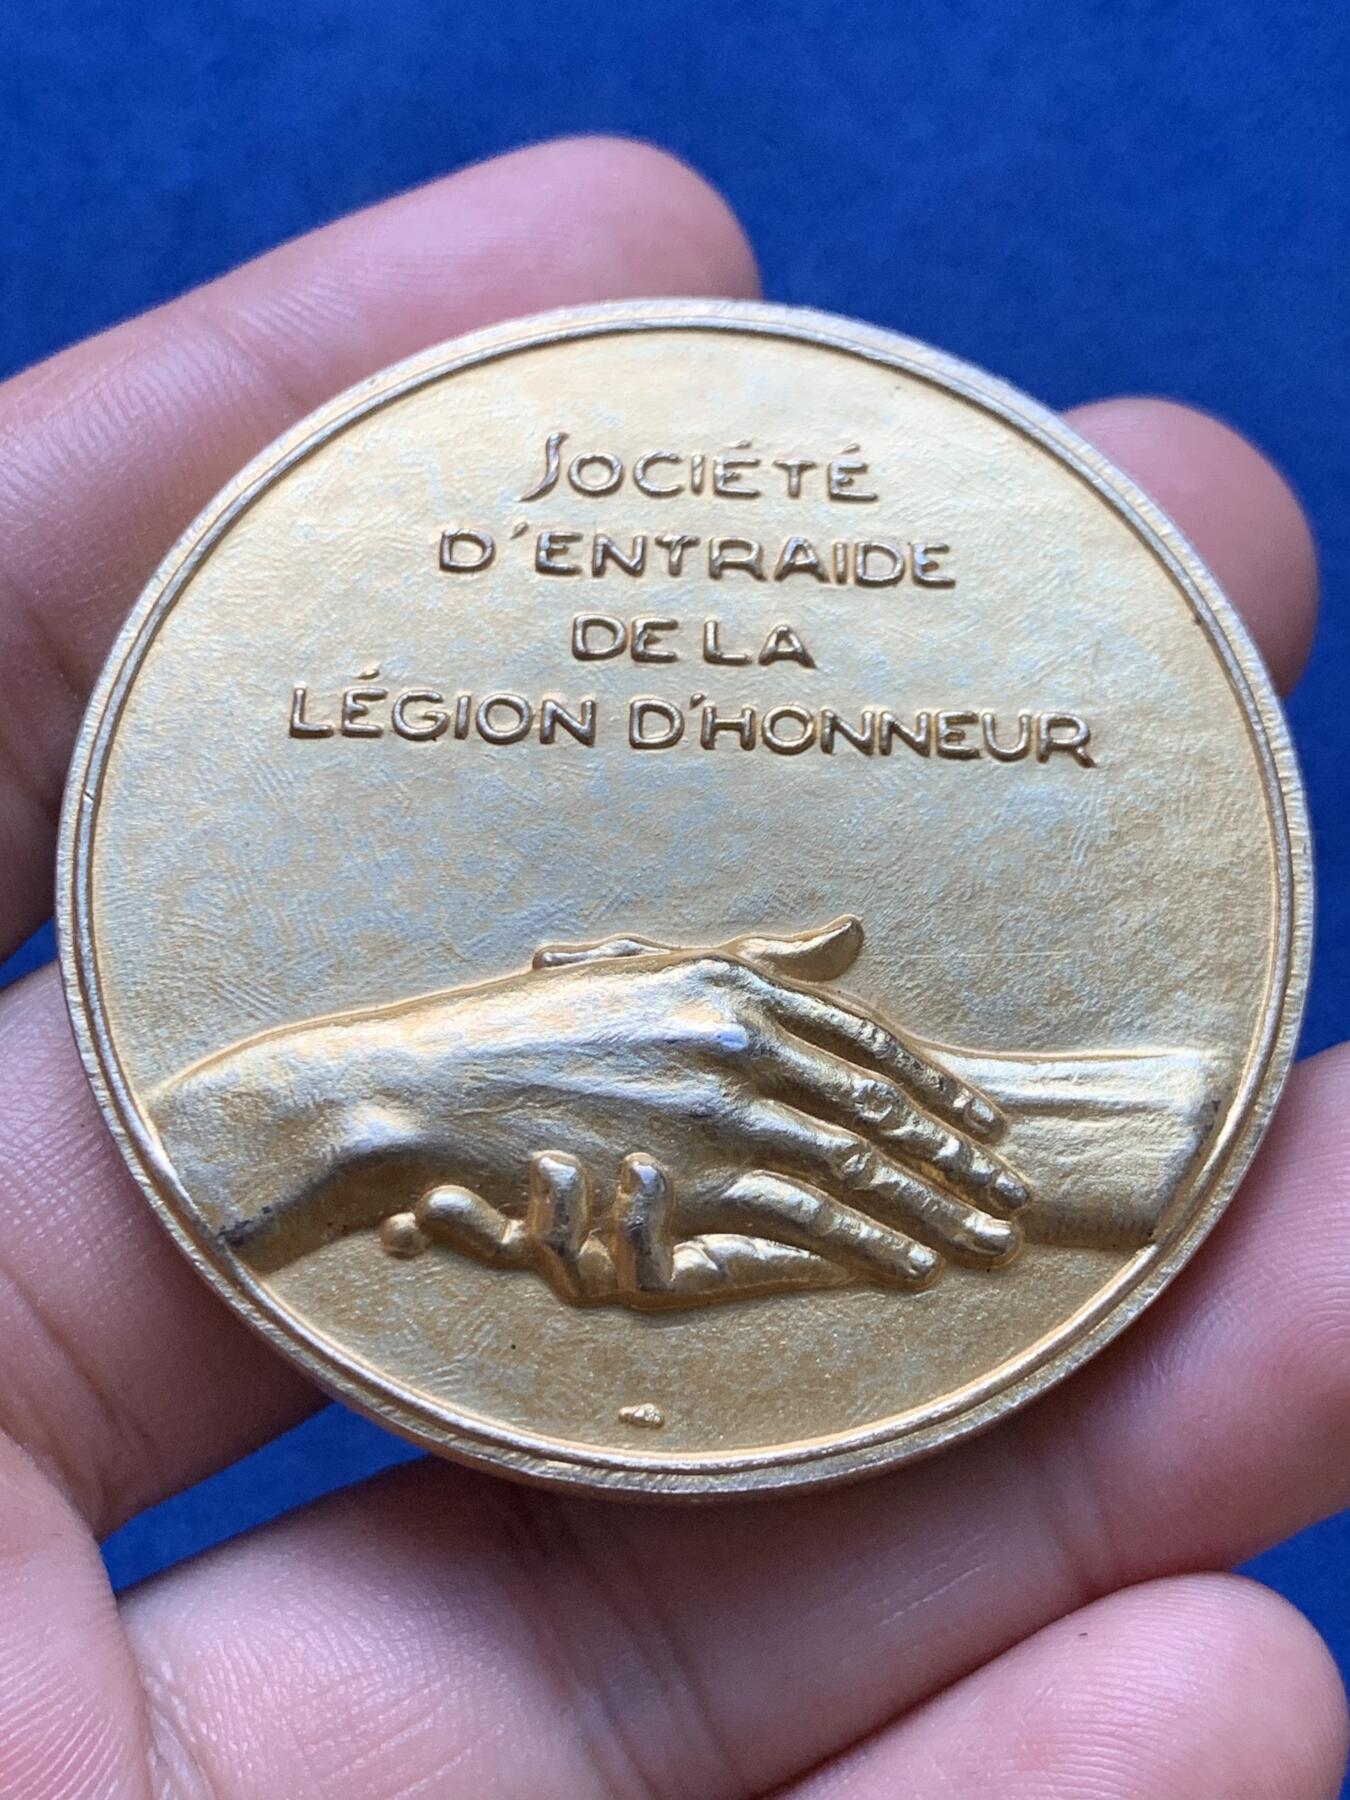 SOCIÉTÉ
D'ENTRAIDE
DE LA
LÉGION D'HONNEUR